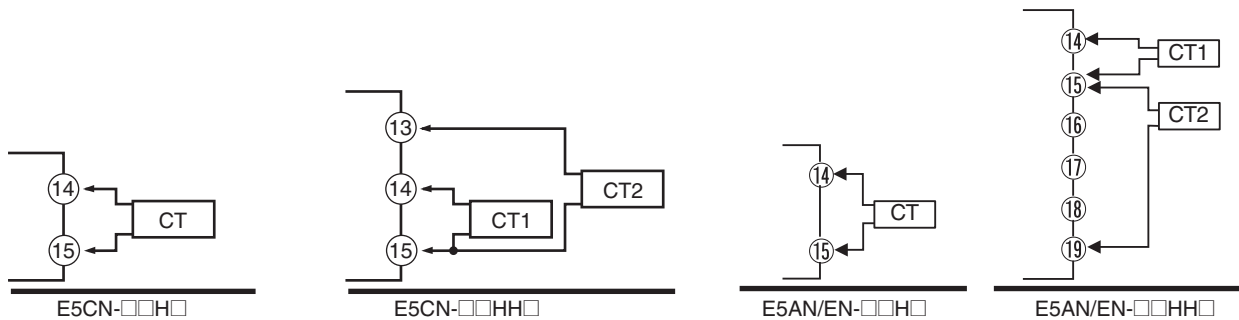 14
15
CT
E5CN-□□H□
13
14
15
CT1
CT2
E5CN-□□HH□
14
15
CT
E5AN/EN-□□H□
14
15
16
17
18
19
CT1
CT2
E5AN/EN-□□HH□